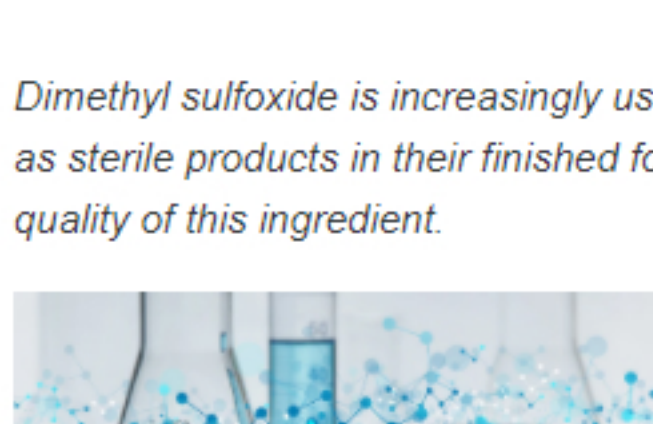 Dimethyl sulfoxide is increasingly us
as sterile products in their finished fo
quality of this ingredient.